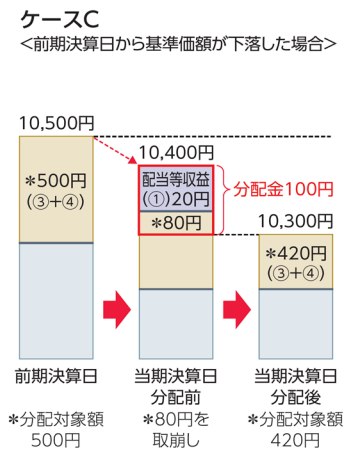 ケースC
<前期決算日から基準価額が下落した場合>
10,500円
10,400円
配当等収益
(①)20円
分配金100円
*500円
(③+④)
*80円
10,300円
*420円
(③+④)
前期決算日
当期決算日
分配前
当期決算日
分配後
*分配対象額
500円
*80円を
取崩し
*分配対象額
420円